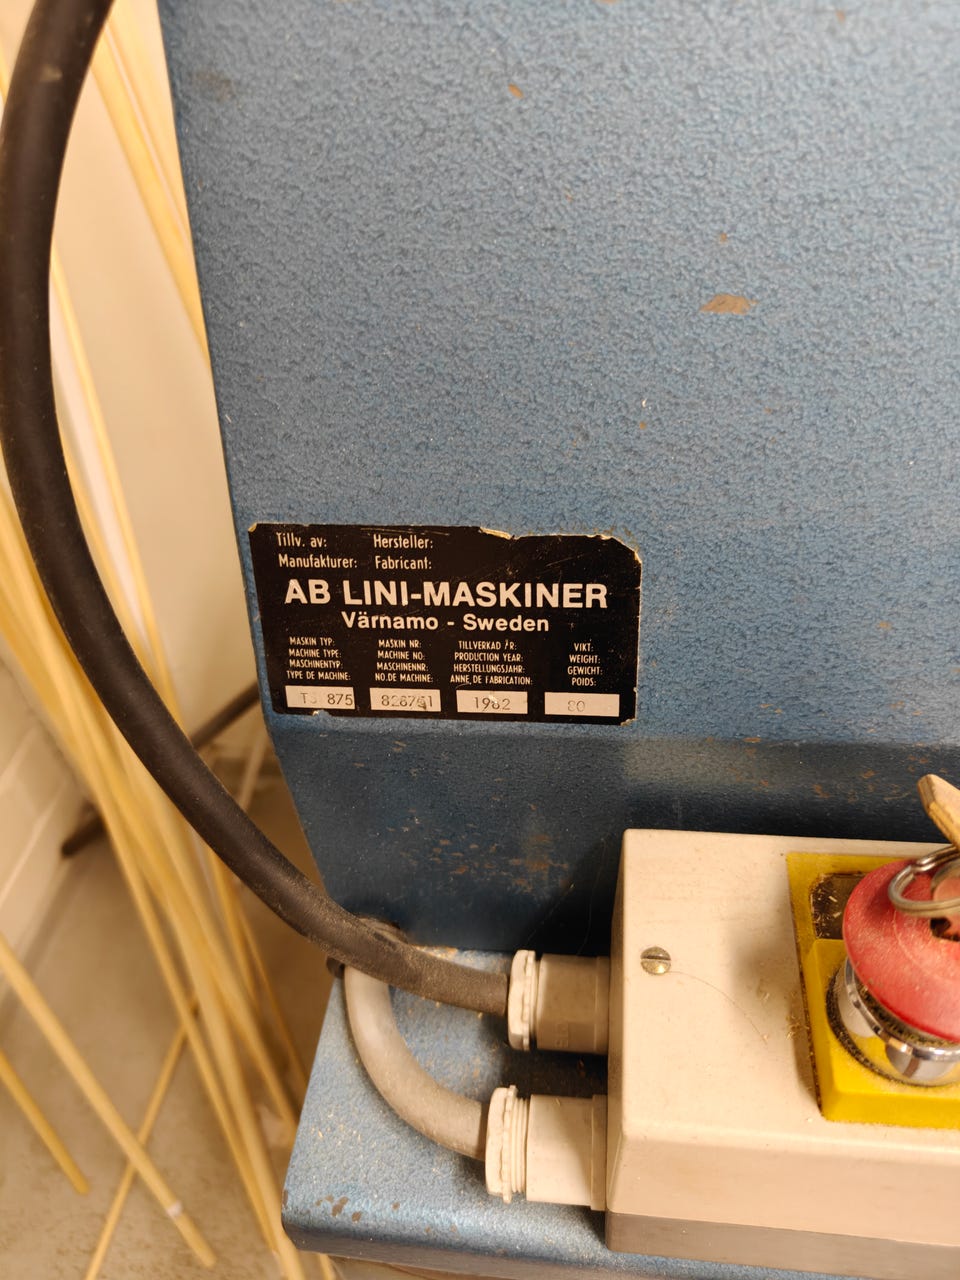 Tillv. av: Hersteller:
Manufakturer: Fabricant:
AB LINI-MASKINER
Värnamo - Sweden
MASKIN TYP: MASKIN NR: TILLVERKAD VIKT:
MACHINE TYPE: MACHINE NO: PRODUCTION YEAR: WEIGHT:
MASCHINENTYP: MASCHINENNR: HERSTELLUNGSJAHR: GEWICHT:
TYPE DE MACHINE: NO.DE MACHINE: ANNE DE FABRICATION: POIDS:
875 1982 80